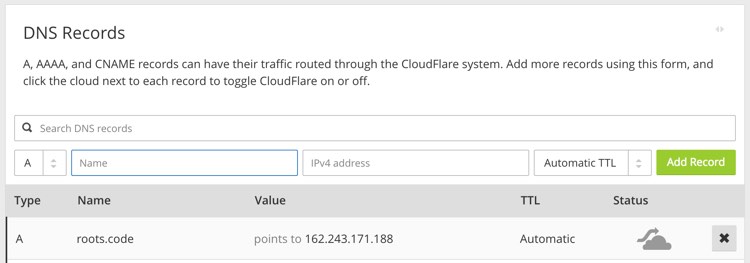 DNS Records
A, AAAA, and CNAME records can have their traffic routed through the CloudFlare system. Add more records using this form, and
click the cloud next to each record to toggle CloudFlare on or off.
Search DNS records
A Name IPv4 address Automatic TTL Add Record
Type Name Value TTL Status
A roots.code points to 162.243.171.188 Automatic